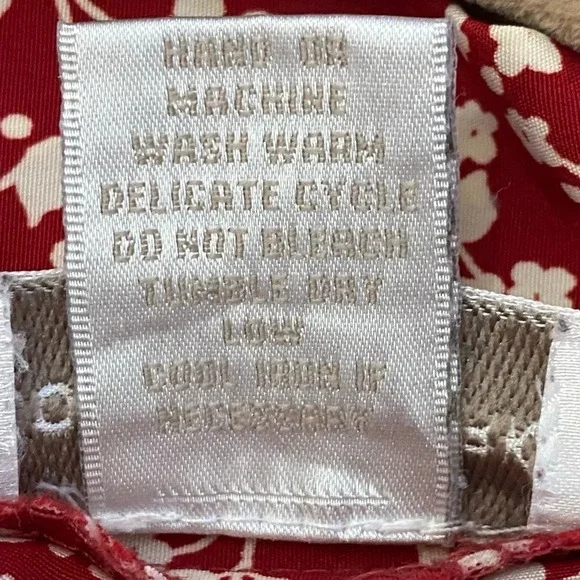 HAND OR
MACHINE
WASH WARM
DELICATE CYCLE
DO NOT BLEACH
TUMBLE DRY
LOW
COOL IRON IF
NECESSARY